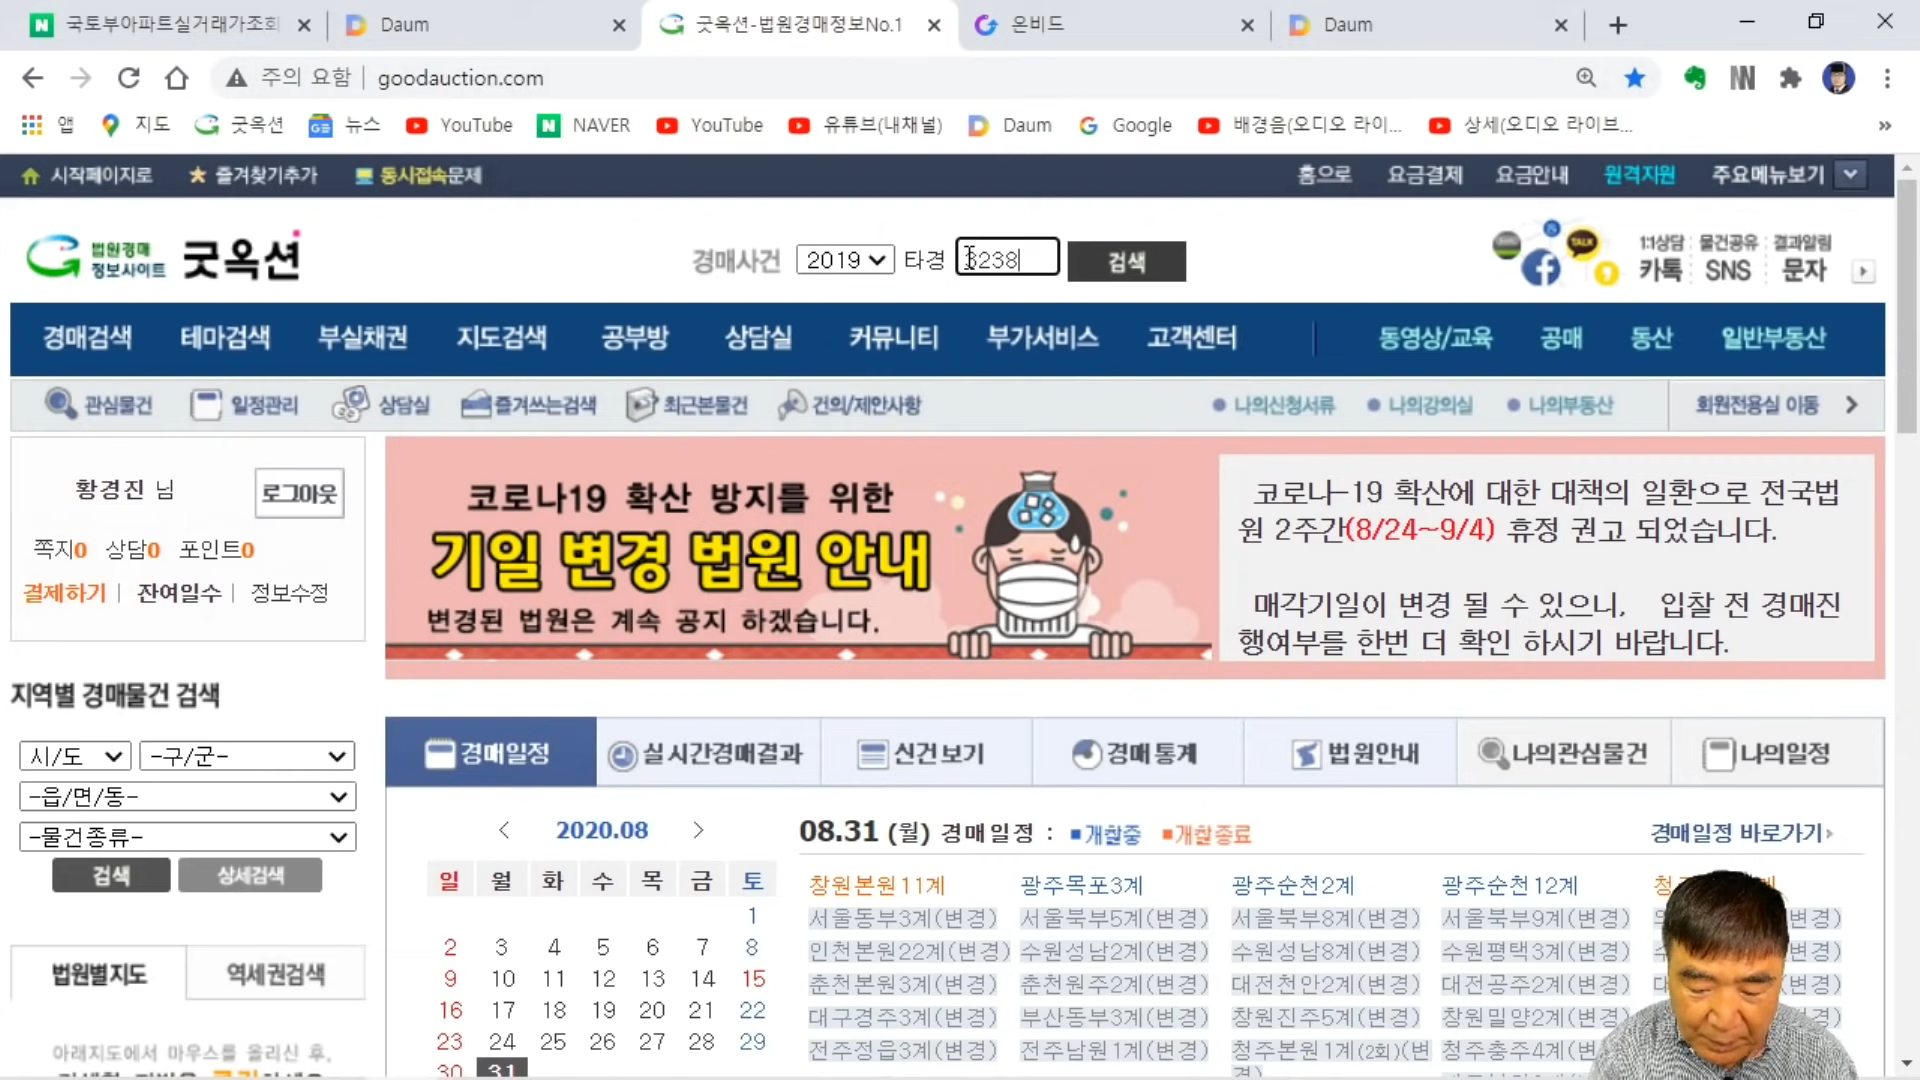 국토부아파트실거래가조회
Daum
굿옥션-법원경매정보No.1
온비드
Daum
주의 요함
goodauction.com
앱
지도
굿옥션
뉴스
YouTube
NAVER
YouTube
유튜브(내채널)
Daum
Google
배경음(오디오 라이...
상세(오디오 라이브...
시작페이지로
즐겨찾기추가
동시접속문제
홈으로
요금결제
요금안내
원격지원
주요메뉴보기
법원경매
정보사이트
굿옥션
경매사건
2019
타경
검색
TALK
1:1상담
물건공유
결과알림
카톡
SNS
문자
경매검색
테마검색
부실채권
지도검색
공부방
상담실
커뮤니티
부가서비스
고객센터
동영상/교육
공매
동산
일반부동산
관심물건
일정관리
상담실
즐겨쓰는검색
최근본물건
건의/제안사항
나의신청서류
나의강의실
나의부동산
회원전용실 이동
황경진 님
로그아웃
쪽지0 상담0 포인트0
결제하기 | 잔여일수 | 정보수정
코로나19 확산 방지를 위한
기일 변경 법원 안내
변경된 법원은 계속 공지 하겠습니다.
코로나-19 확산에 대한 대책의 일환으로 전국법
원 2주간(8/24~9/4) 휴정 권고 되었습니다.
매각기일이 변경 될 수 있으니, 입찰 전 경매진
행여부를 한번 더 확인 하시기 바랍니다.
지역별 경매물건 검색
시/도
-구/군-
-읍/면/동-
-물건종류-
검색
상세검색
법원별지도
역세권검색
아래지도에서 마우스를 올리신 후,
경매일정
실시간경매결과
신건보기
경매통계
법원안내
나의관심물건
나의일정
2020.08
일 월 화 수 목 금 토
1
2 3 4 5 6 7 8
9 10 11 12 13 14 15
16 17 18 19 20 21 22
23 24 25 26 27 28 29
30 31
08.31 (월) 경매일정 : ■개찰중 ■개찰종료
경매일정 바로가기
창원본원11계 광주목포3계 광주순천2계 광주순천12계
서울동부3계(변경) 서울북부5계(변경) 서울북부8계(변경) 서울북부9계(변경)
인천본원22계(변경) 수원성남2계(변경) 수원성남8계(변경) 수원평택3계(변경)
춘천본원3계(변경) 춘천원주2계(변경) 대전천안2계(변경) 대전공주2계(변경)
대구경주3계(변경) 부산동부3계(변경) 창원진주5계(변경) 창원밀양2계(변경)
전주정읍3계(변경) 전주남원1계(변경) 청주본원1계(2회)(변 청주충주4계(변